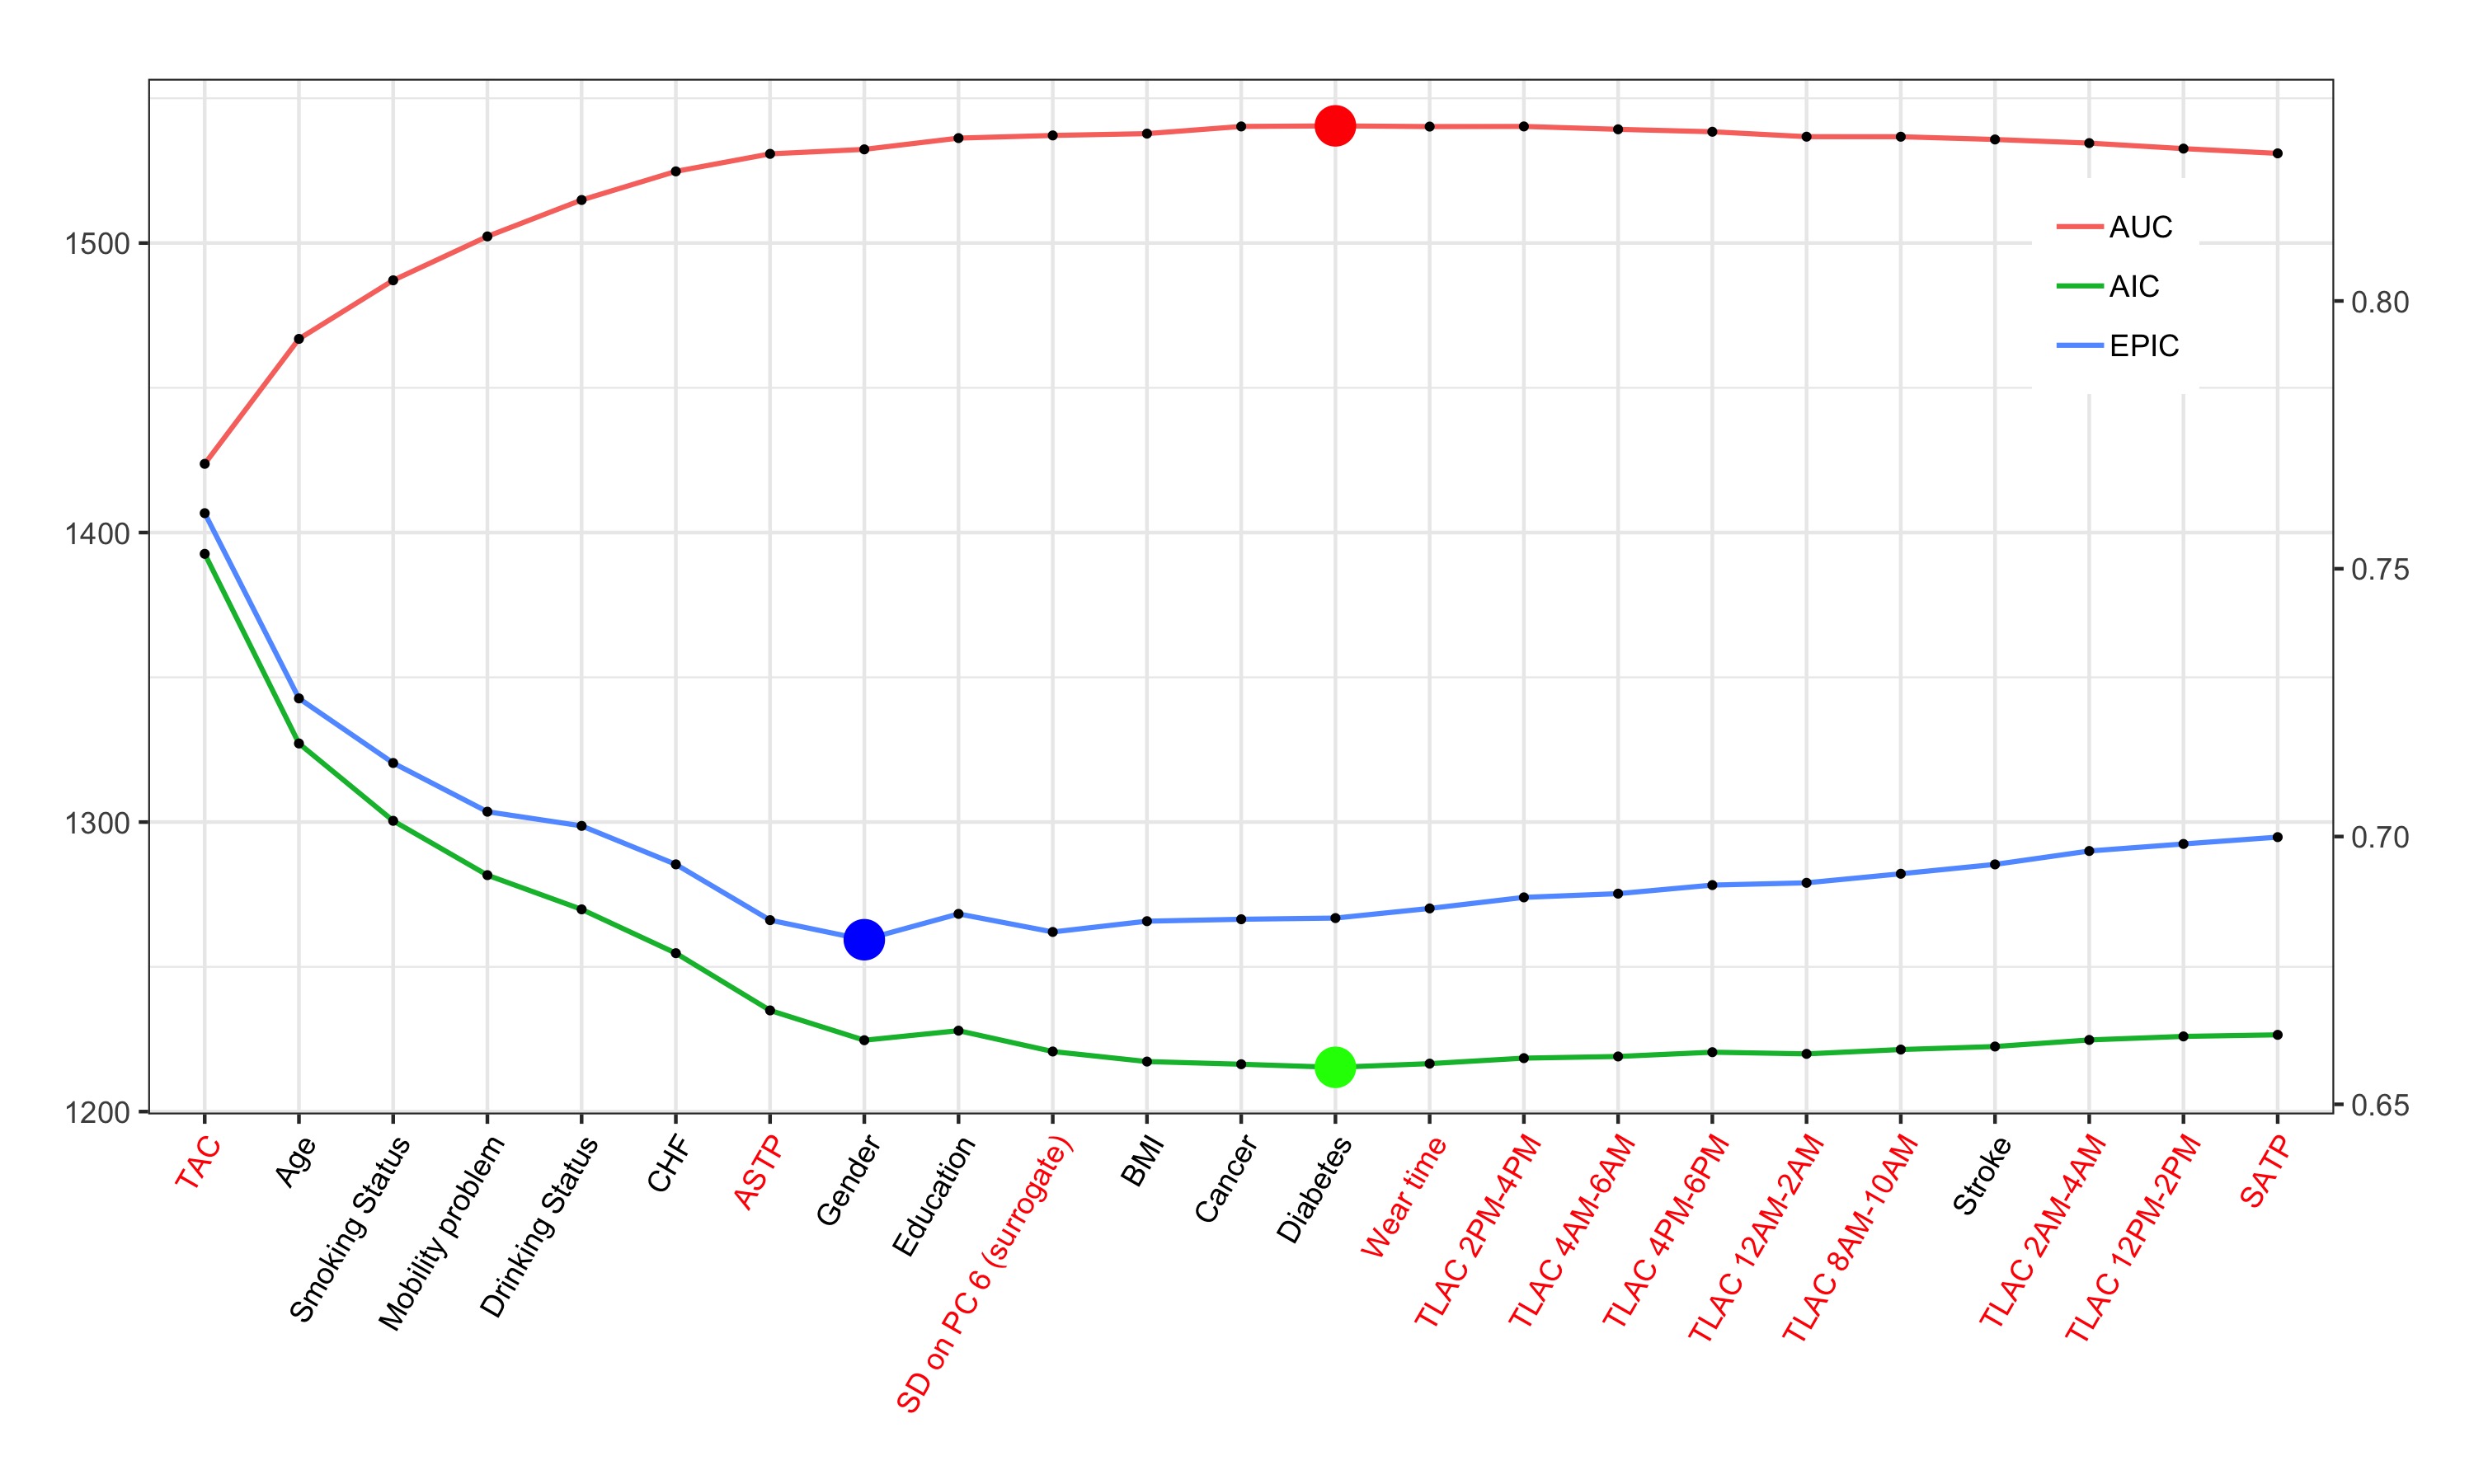 1500
1400
1300
1200
0.80
0.75
0.70
0.65
AUC
AIC
EPIC
TAC
Age
Smoking Status
Mobility problem
Drinking Status
CHF
ASTP
Gender
Education
SD on PC 6 (surrogate)
BMI
Cancer
Diabetes
Wear time
TLAC 2PM-4PM
TLAC 4AM-6AM
TLAC 4PM-6PM
TLAC 12AM-2AM
TLAC 8AM-10AM
Stroke
TLAC 2AM-4AM
TLAC 12PM-2PM
SATP